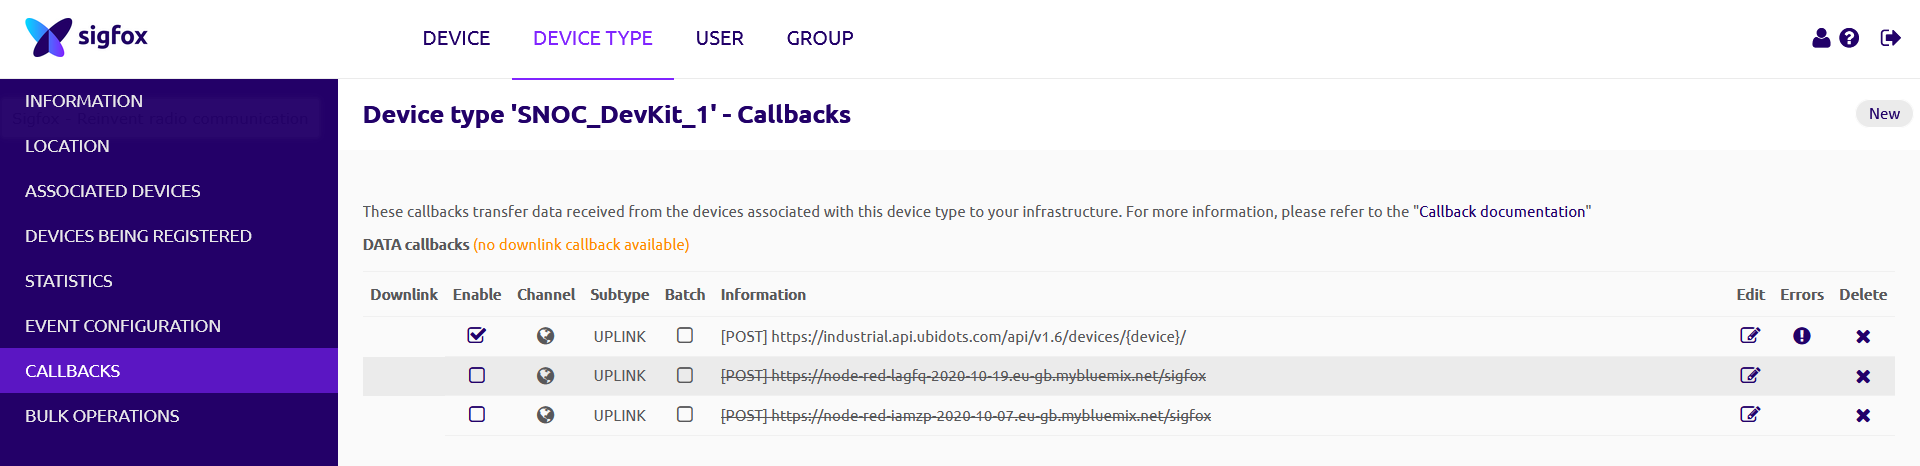 sigfox
DEVICE DEVICE TYPE USER GROUP
INFORMATION
Sigfox - Reinvent radio communication
LOCATION
ASSOCIATED DEVICES
DEVICES BEING REGISTERED
STATISTICS
EVENT CONFIGURATION
CALLBACKS
BULK OPERATIONS
Device type 'SNOC_DevKit_1' - Callbacks
New
These callbacks transfer data received from the devices associated with this device type to your infrastructure. For more information, please refer to the "Callback documentation"
DATA callbacks (no downlink callback available)
Downlink Enable Channel Subtype Batch Information Edit Errors Delete
UPLINK [POST] https://industrial.api.ubidots.com/api/v1.6/devices/{device}/
UPLINK [POST] https://node-red-lagfq-2020-10-19.eu-gb.mybluemix.net/sigfox
UPLINK [POST] https://node-red-iamzp-2020-10-07.eu-gb.mybluemix.net/sigfox